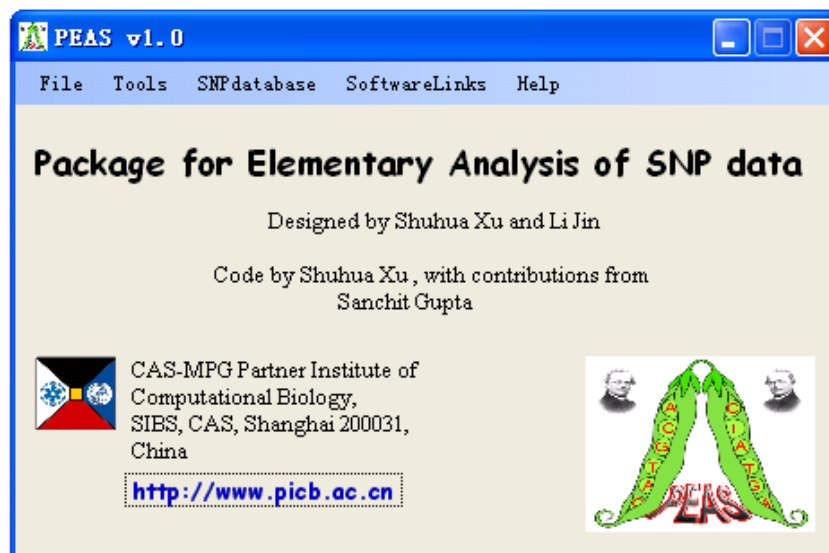 PEAS v1.0
File Tools SNPdatabase SoftwareLinks Help
Package for Elementary Analysis of SNP data
Designed by Shuhua Xu and Li Jin
Code by Shuhua Xu , with contributions from
Sanchit Gupta
CAS-MPG Partner Institute of
Computational Biology,
SIBS, CAS, Shanghai 200031,
China
http://www.picb.ac.cn
PEAS